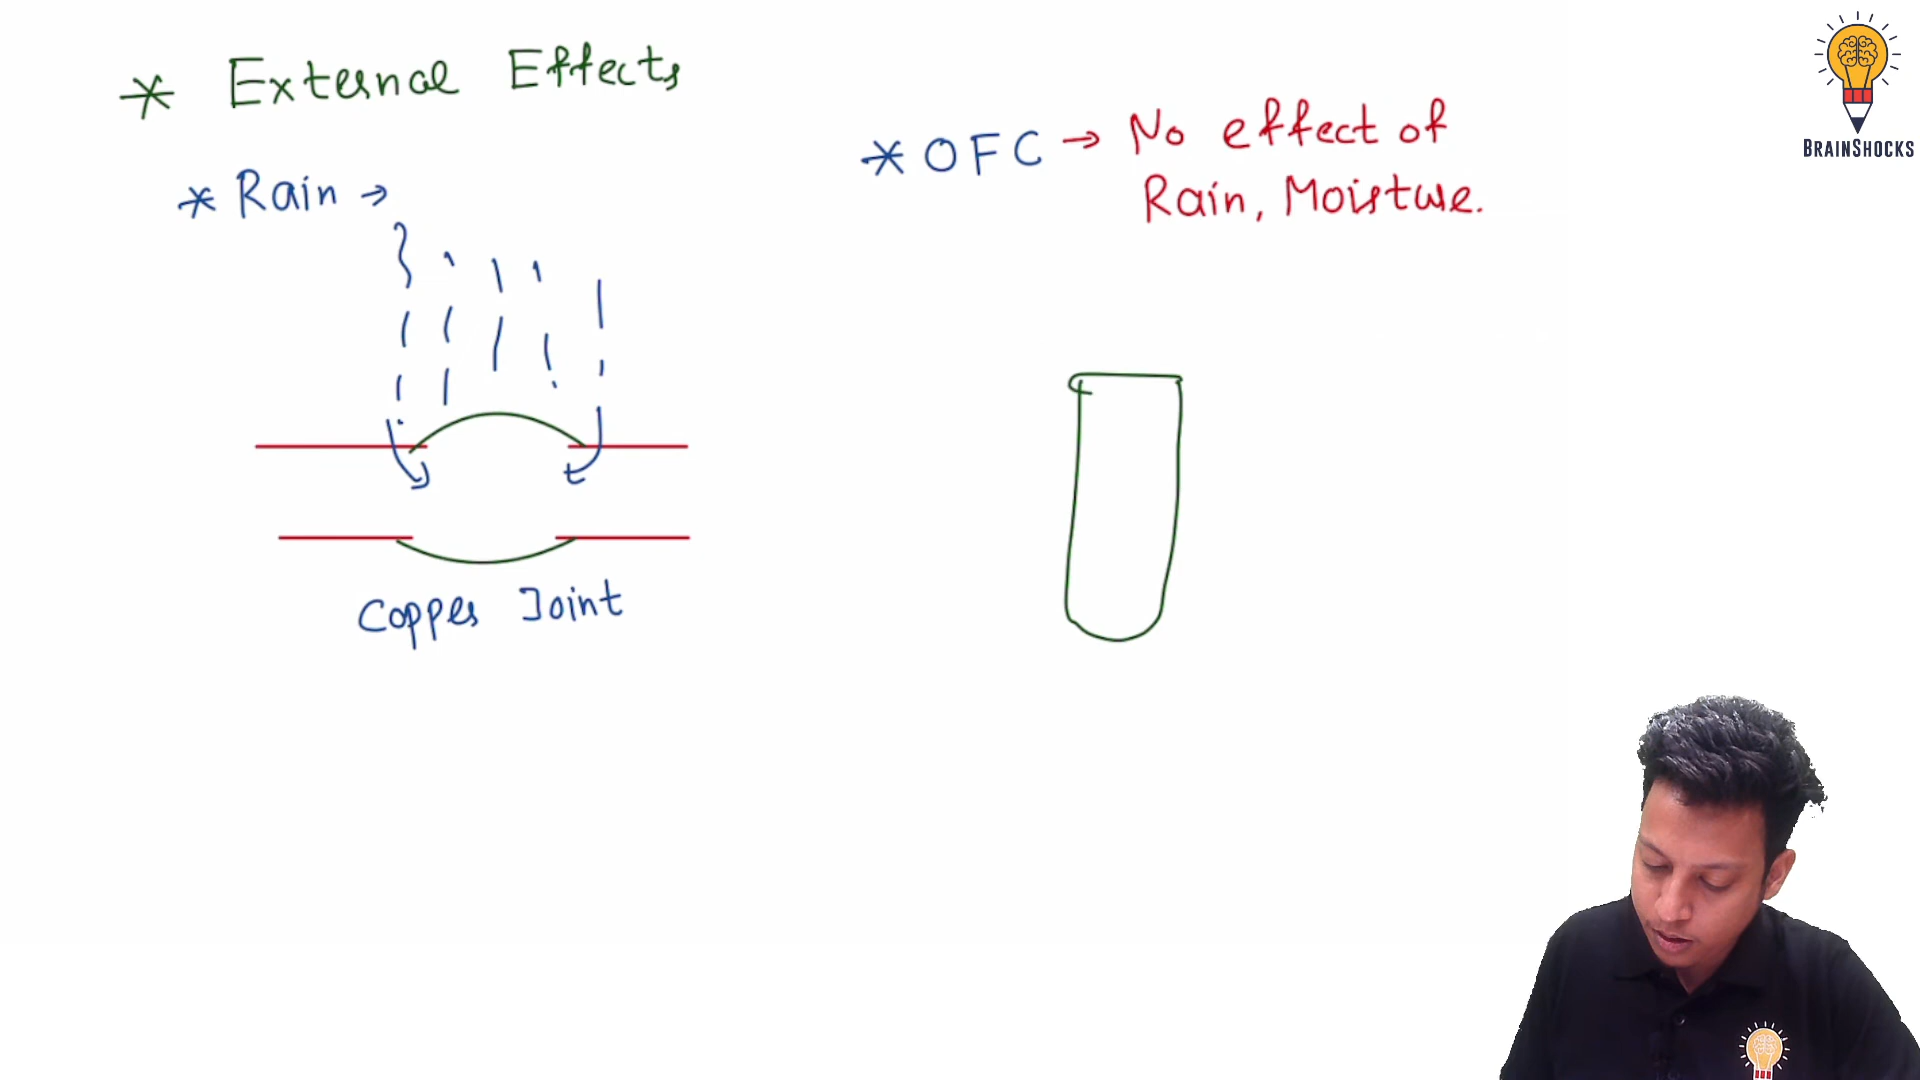 * External Effects
* Rain →
Copper Joint
* OFC → No effect of
Rain, Moisture.
BRAINSHOCKS